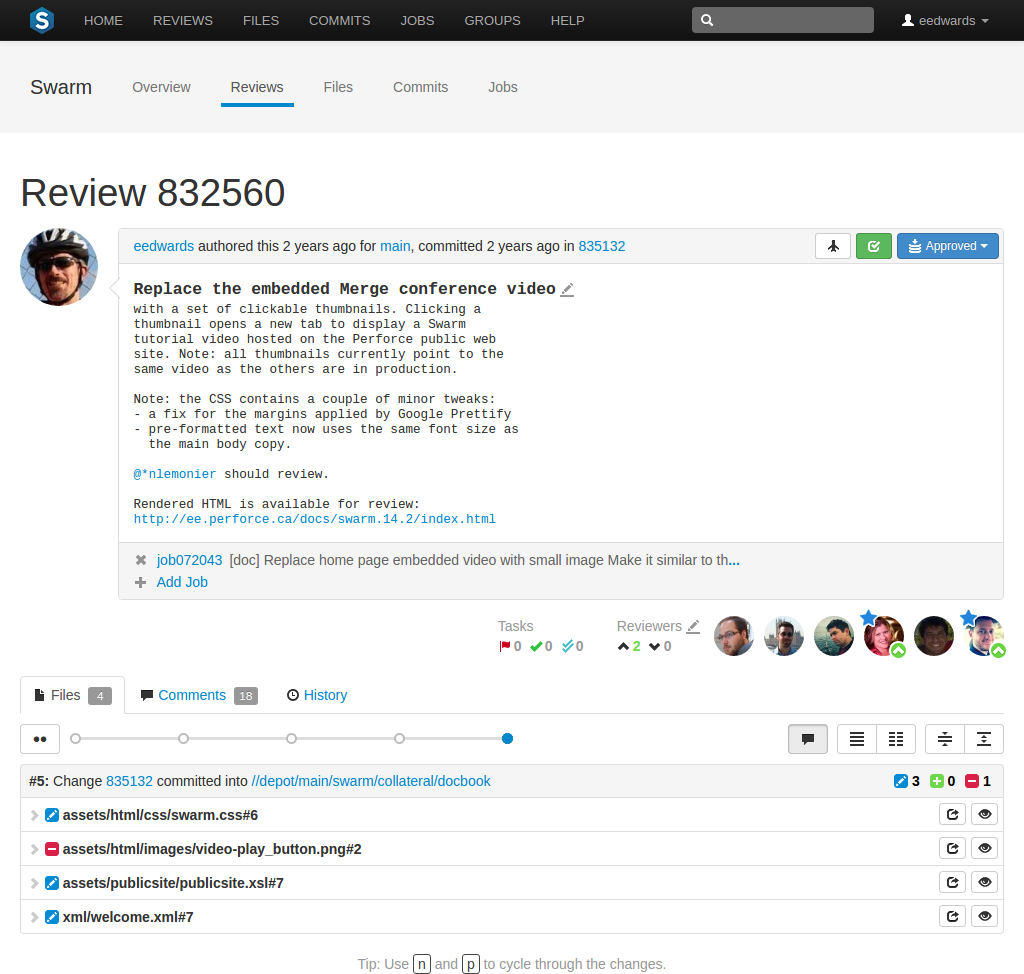 S HOME REVIEWS FILES COMMITS JOBS GROUPS HELP eedwards
Swarm Overview Reviews Files Commits Jobs
Review 832560
eedwards authored this 2 years ago for main, committed 2 years ago in 835132 Approved
Replace the embedded Merge conference video
with a set of clickable thumbnails. Clicking a
thumbnail opens a new tab to display a Swarm
tutorial video hosted on the Perforce public web
site. Note: all thumbnails currently point to the
same video as the others are in production.
Note: the CSS contains a couple of minor tweaks:
- a fix for the margins applied by Google Prettify
- pre-formatted text now uses the same font size as
the main body copy.
@*nlemonier should review.
Rendered HTML is available for review:
http://ee.perforce.ca/docs/swarm.14.2/index.html
job072043 [doc] Replace home page embedded video with small image Make it similar to th...
Add Job
Tasks Reviewers
0 0 0 2 0
Files 4 Comments 18 History
#5: Change 835132 committed into //depot/main/swarm/collateral/docbook 3 0 1
assets/html/css/swarm.css#6
assets/html/images/video-play_button.png#2
assets/publicsite/publicsite.xsl#7
xml/welcome.xml#7
Tip: Use n and p to cycle through the changes.